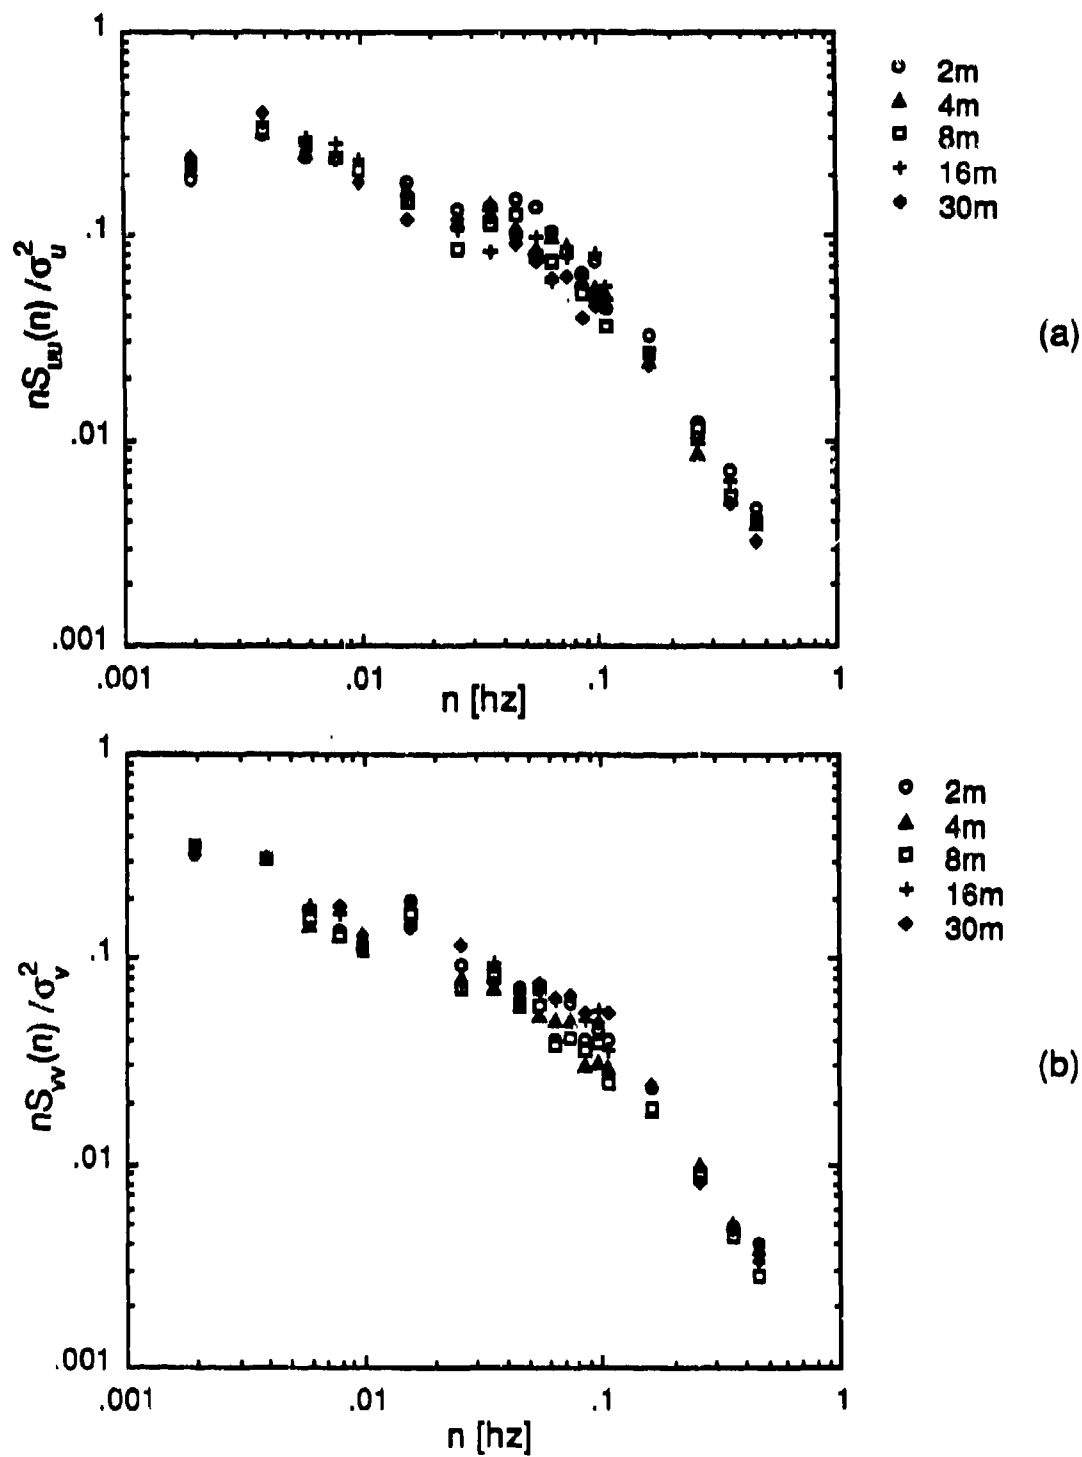 1
.1
.01
.001
nS_uu(n) /σ_u^2
.001 .01 .1 1
n [hz]
2m
4m
8m
16m
30m
(a)
1
.1
.01
.001
nS_vv(n) /σ_v^2
.001 .01 .1 1
n [hz]
2m
4m
8m
16m
30m
(b)